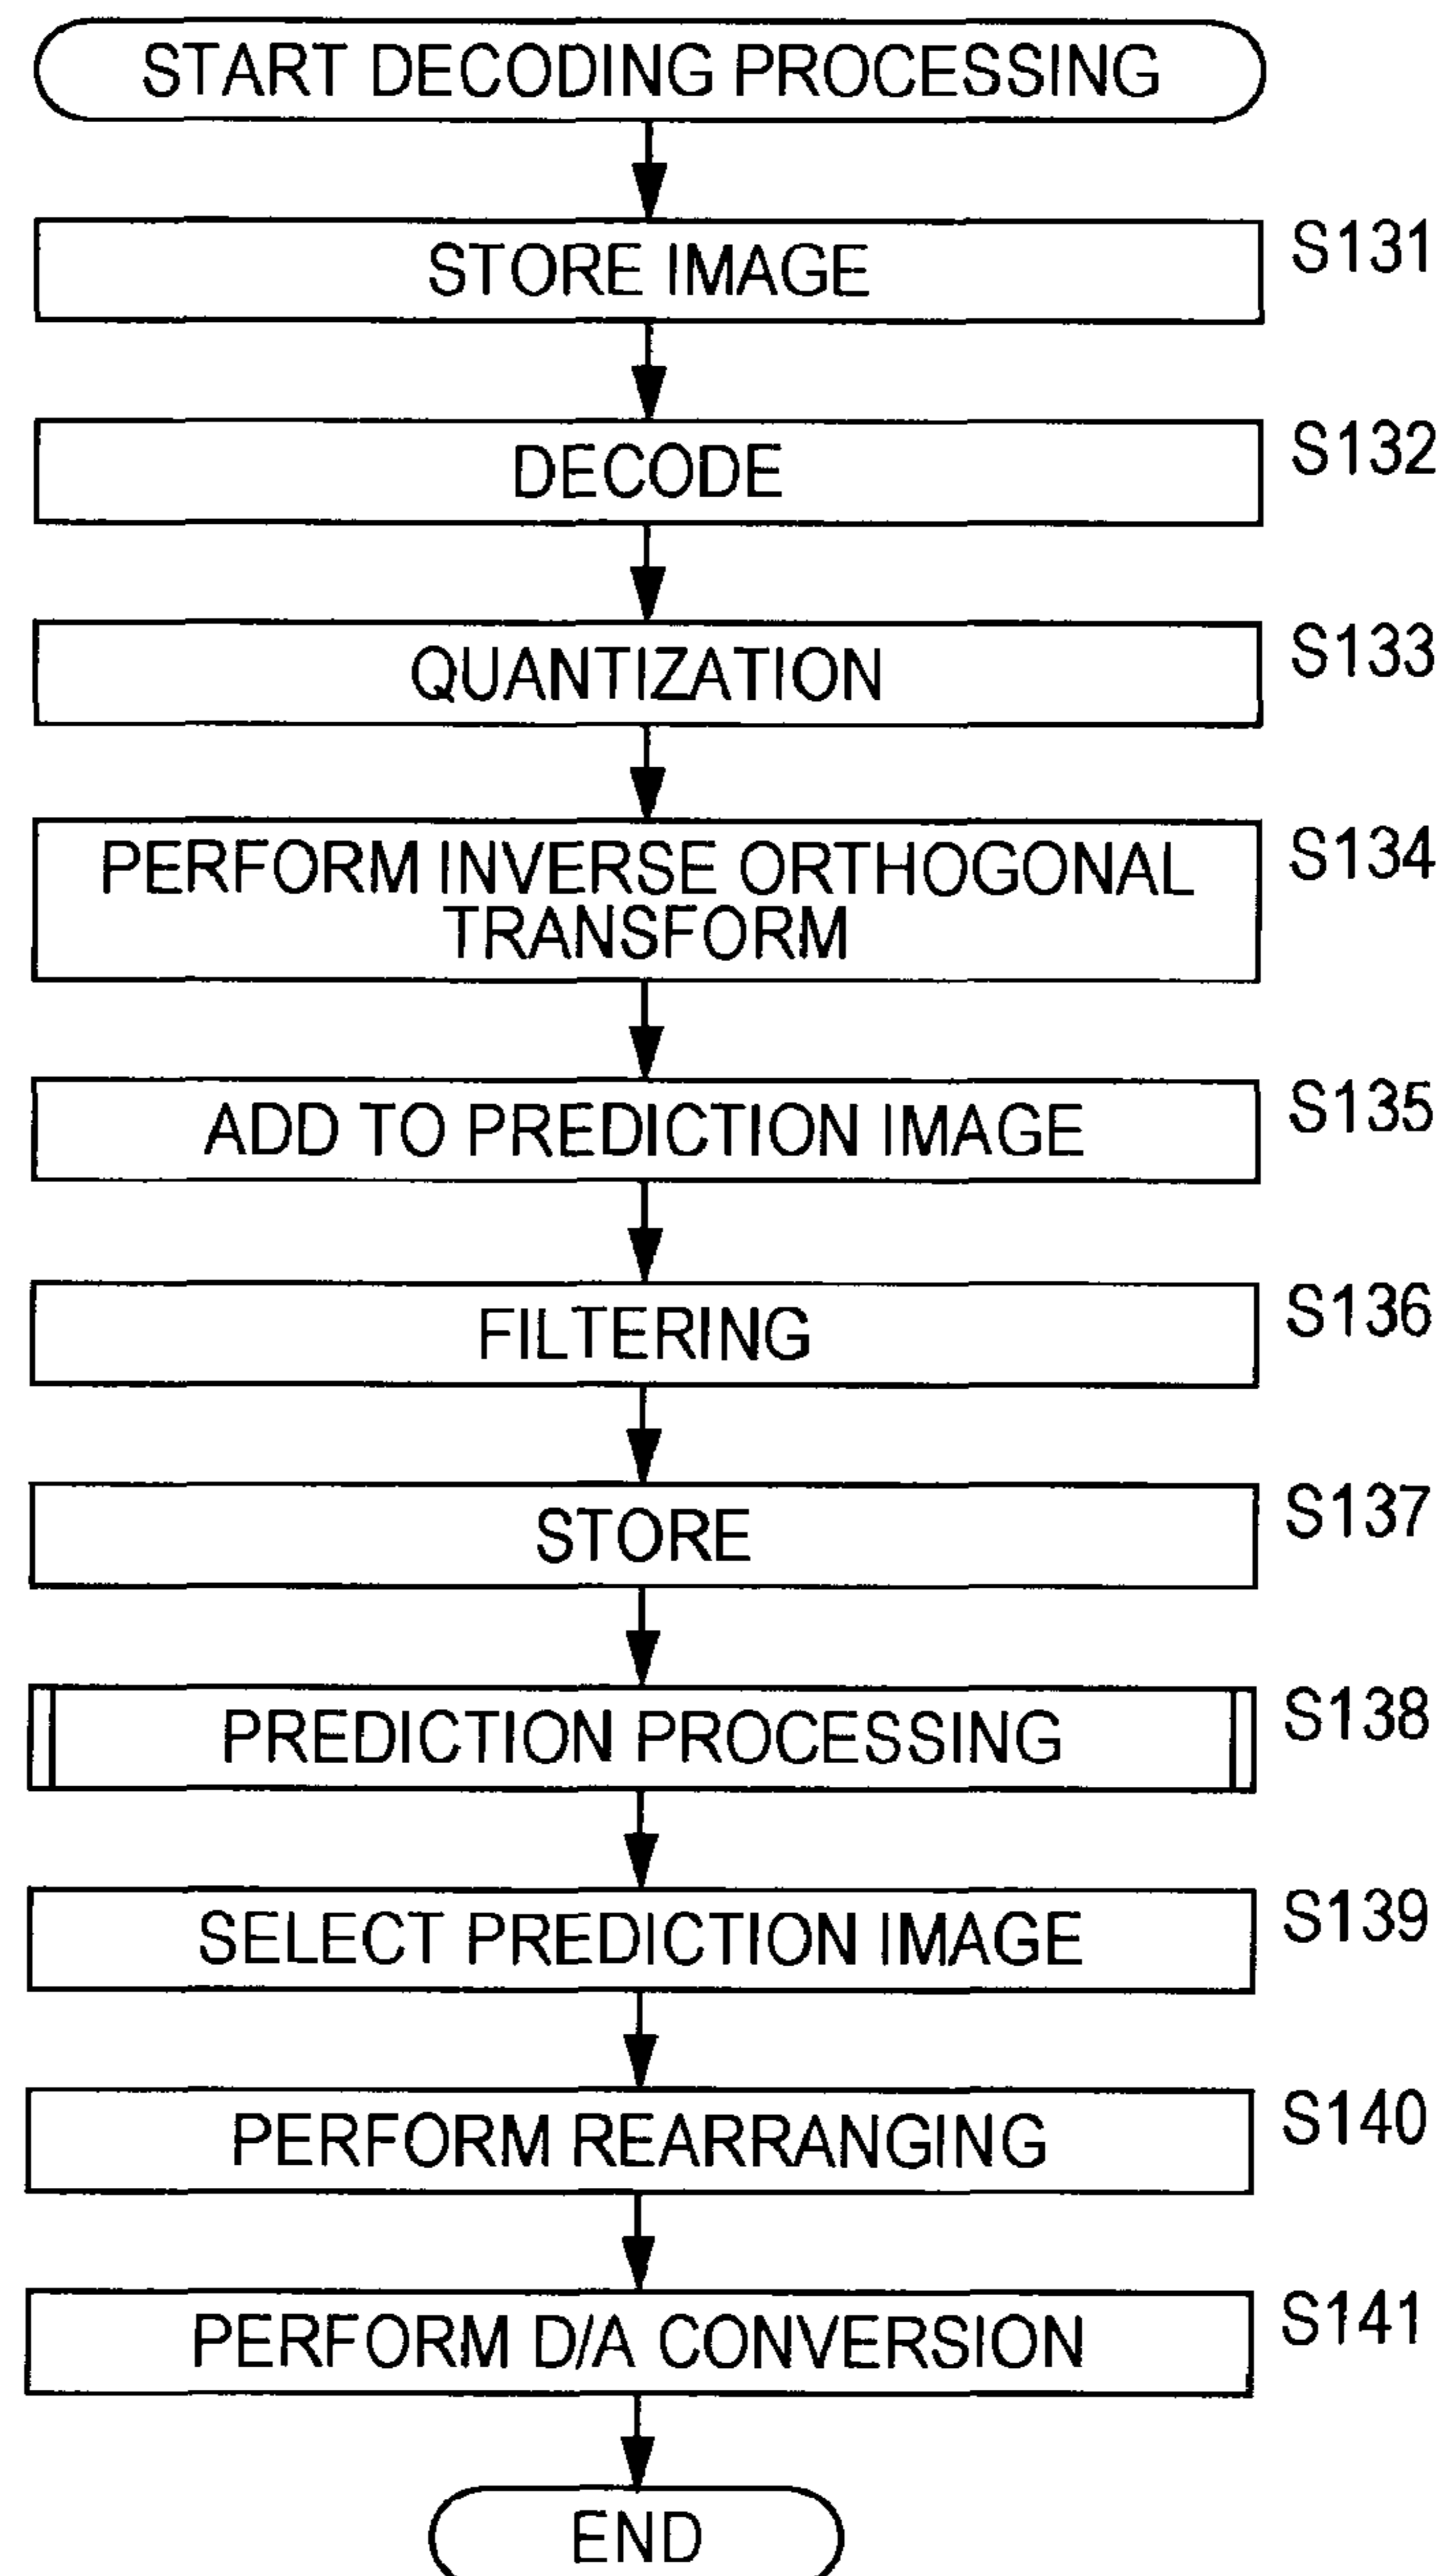 START DECODING PROCESSING
STORE IMAGE
S131
DECODE
S132
QUANTIZATION
S133
PERFORM INVERSE ORTHOGONAL
TRANSFORM
S134
ADD TO PREDICTION IMAGE
S135
FILTERING
S136
STORE
S137
PREDICTION PROCESSING
S138
SELECT PREDICTION IMAGE
S139
PERFORM REARRANGING
S140
PERFORM D/A CONVERSION
S141
END